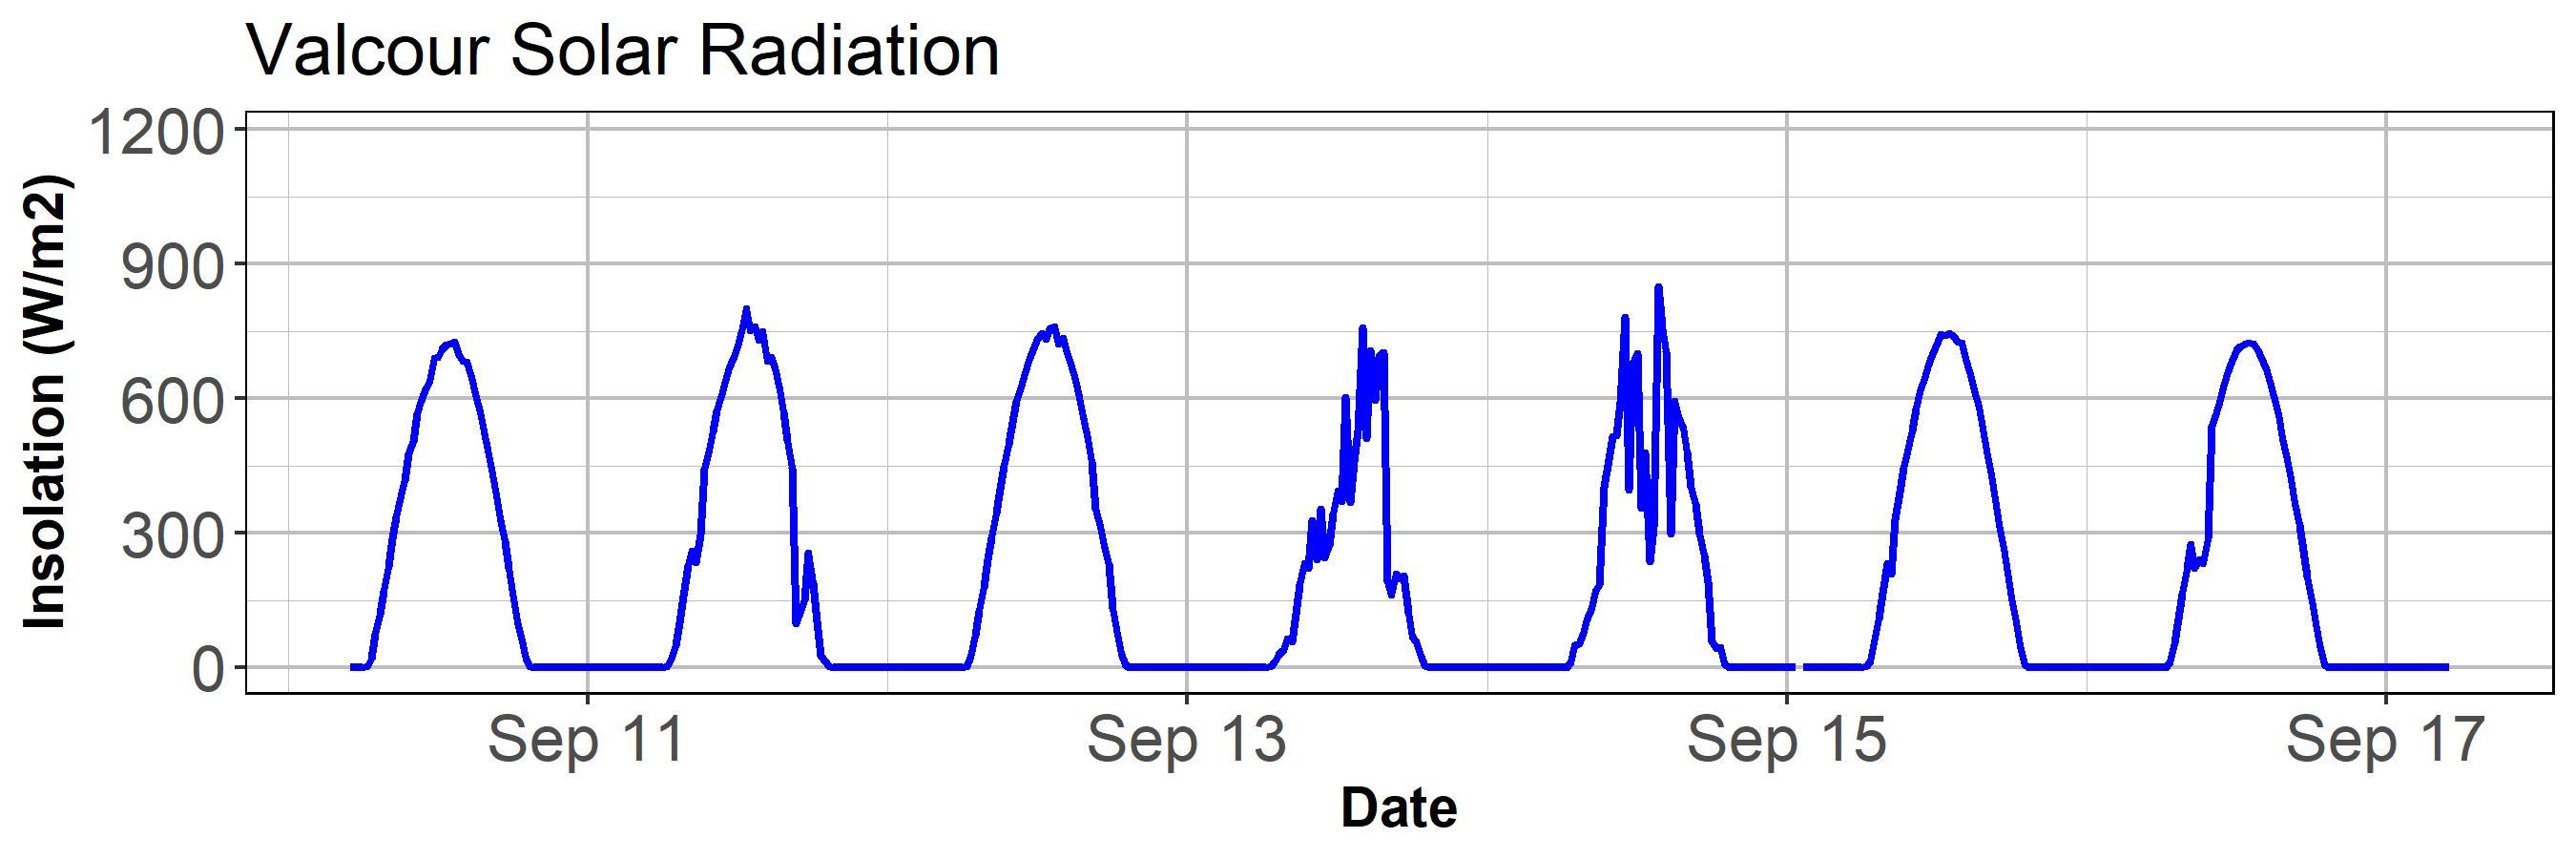 Valcour Solar Radiation
1200
900
600
300
0
Insolation (W/m2)
Sep 11 Sep 13 Sep 15 Sep 17
Date